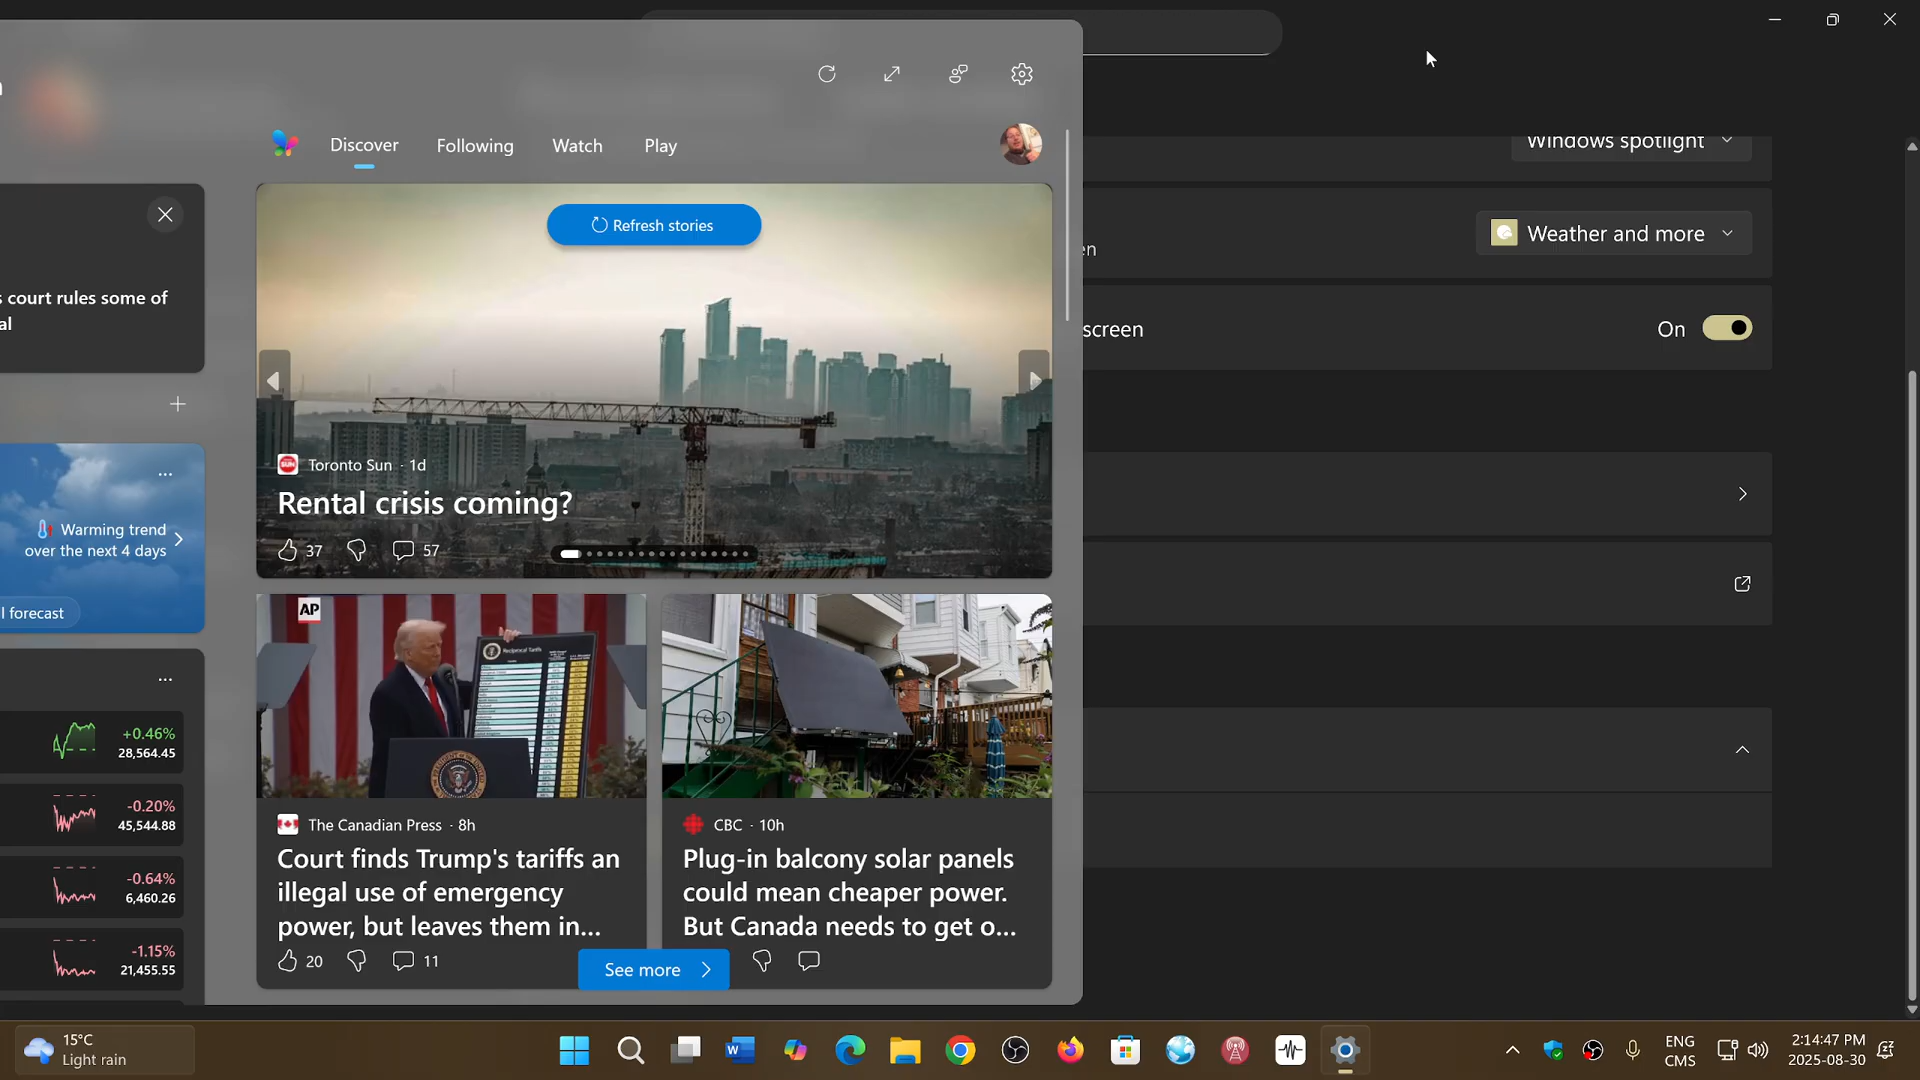 Discover
Following
Watch
Play
Refresh stories
s court rules some of
al
Toronto Sun · 1d
Rental crisis coming?
37
57
Warming trend
over the next 4 days
l forecast
+0.46%
28,564.45
-0.20%
45,544.88
-0.64%
6,460.26
-1.15%
21,455.55
AP
Reciprocal Tariffs
The Canadian Press · 8h
Court finds Trump's tariffs an
illegal use of emergency
power, but leaves them in...
20
11
SUN
CBC · 10h
Plug-in balcony solar panels
could mean cheaper power.
But Canada needs to get o...
See more
Windows spotlight
en
Weather and more
screen
On
15°C
Light rain
ENG
CMS
2:14:47 PM
2025-08-30